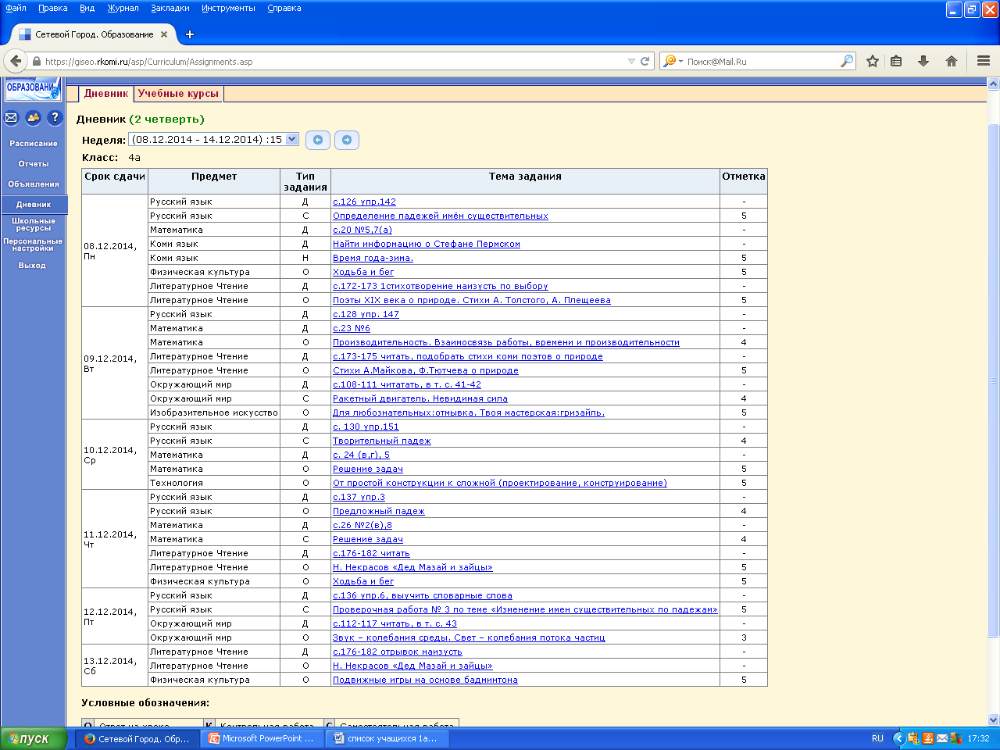 Файл Правка Вид Журнал Закладки Инструменты Справка
Сетевой Город. Образование × +
https://giseo.rkomi.ru/asp/Curriculum/Assignments.asp Поиск@Mail.Ru
ОБРАЗОВАНИ
Дневник Учебные курсы
Дневник (2 четверть)
Неделя: (08.12.2014 - 14.12.2014) :15
Класс: 4а
Расписание
Отчеты
Объявления
Дневник
Школьные ресурсы
Персональные настройки
Выход
Срок сдачи Предмет Тип задания Тема задания Отметка
08.12.2014, Пн
Русский язык Д с.126 упр.142 -
Русский язык С Определение падежей имён существительных 5
Математика Д с.20 №5,7(а) -
Коми язык Д Найти информацию о Стефане Пермском -
Коми язык Н Время года-зима. 5
Физическая культура О Ходьба и бег 5
Литературное Чтение Д с.172-173 1стихотворение наизусть по выбору -
Литературное Чтение О Поэты XIX века о природе. Стихи А. Толстого, А. Плещеева 5
09.12.2014, Вт
Русский язык Д с.128 упр. 147 -
Математика Д с.23 №6 -
Математика О Производительность. Взаимосвязь работы, времени и производительности 4
Литературное Чтение Д с.173-175 читать, подобрать стихи коми поэтов о природе -
Литературное Чтение О Стихи А.Майкова, Ф.Тютчева о природе 5
Окружающий мир Д с.108-111 читатать, в т. с. 41-42 -
Окружающий мир С Ракетный двигатель. Невидимая сила 4
Изобразительное искусство О Для любознательных:отмывка. Твоя мастерская:гризайль. 5
10.12.2014, Ср
Русский язык Д с. 130 упр.151 -
Русский язык С Творительный падеж 4
Математика Д с. 24 (в,г), 5 -
Математика О Решение задач 5
Технология О От простой конструкции к сложной (проектирование, конструирование) 5
11.12.2014, Чт
Русский язык Д с.137 упр.3 -
Русский язык О Предложный падеж 4
Математика Д с.26 №2(в),8 -
Математика С Решение задач 4
Литературное Чтение Д с.176-182 читать -
Литературное Чтение О Н. Некрасов «Дед Мазай и зайцы» 5
Физическая культура О Ходьба и бег 5
12.12.2014, Пт
Русский язык Д с.136 упр.6, выучить словарные слова -
Русский язык С Проверочная работа № 3 по теме «Изменение имен существительных по падежам» 5
Окружающий мир Д с.112-117 читать, в т. с. 43 -
Окружающий мир О Звук – колебания среды. Свет – колебания потока частиц 3
13.12.2014, Сб
Литературное Чтение Д с.176-182 отрывок наизусть -
Литературное Чтение О Н. Некрасов «Дед Мазай и зайцы» -
Физическая культура О Подвижные игры на основе бадминтона 5
Условные обозначения:
О Ответ на уроке К Контрольная работа С Самостоятельная работа
пуск Сетевой Город. Обр... Microsoft PowerPoint ... список учащихся 1а... RU 17:32